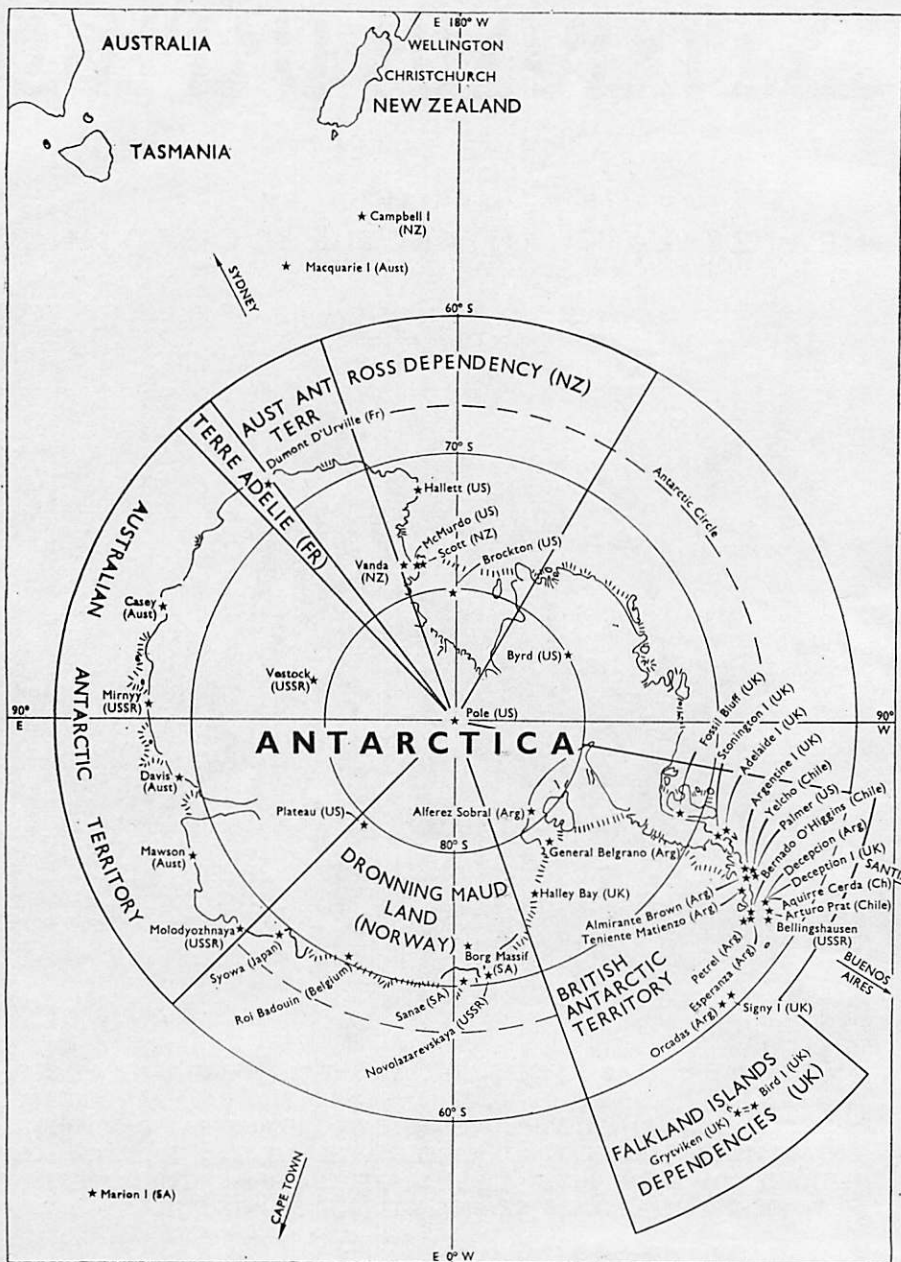 E 180° W
AUSTRALIA
WELLINGTON
CHRISTCHURCH
NEW ZEALAND
TASMANIA
Campbell I
(NZ)
Macquarie I (Aust)
SYDNEY
60° S
ROSS DEPENDENCY (NZ)
AUST ANT
TERR
TERRE ADELIE (FR)
Dumont D'Urville (Fr)
70° S
Antarctic Circle
Hallett (US)
McMurdo (US)
Scott (NZ)
Vanda
(NZ)
Brockton (US)
AUSTRALIAN
ANTARCTIC
TERRITORY
Casey
(Aust)
Byrd (US)
Vostock
(USSR)
Mirnyy
(USSR)
90°
E
Pole (US)
90°
W
ANTARCTICA
Fossil Bluff (UK)
Stonington I (UK)
Adelaide I (UK)
Argentine I (UK)
Yelcho (Chile)
Palmer (US)
Bernado O'Higgins (Chile)
Decepcion (Arg)
Deception I (UK)
SANTI
Aquirre Cerda (Ch)
Arturo Prat (Chile)
Bellingshausen
(USSR)
Davis
(Aust)
Plateau (US)
Alferez Sobral (Arg)
80° S
General Belgrano (Arg)
Mawson
(Aust)
DRONNING MAUD
LAND
(NORWAY)
Halley Bay (UK)
Almirante Brown (Arg)
Teniente Matienzo (Arg)
Molodyozhnaya
(USSR)
Syowa (Japan)
Roi Badouin (Belgium)
Borg Massif
(SA)
Sanae (SA)
Novolazarevskaya (USSR)
BRITISH
ANTARCTIC
TERRITORY
Petrel (Arg)
Esperanza (Arg)
Orcadas (Arg)
Signy I (UK)
BUENOS
AIRES
60° S
FALKLAND ISLANDS
Grytviken (UK)
Bird I (UK)
DEPENDENCIES (UK)
Marion I (SA)
CAPE TOWN
E 0° W